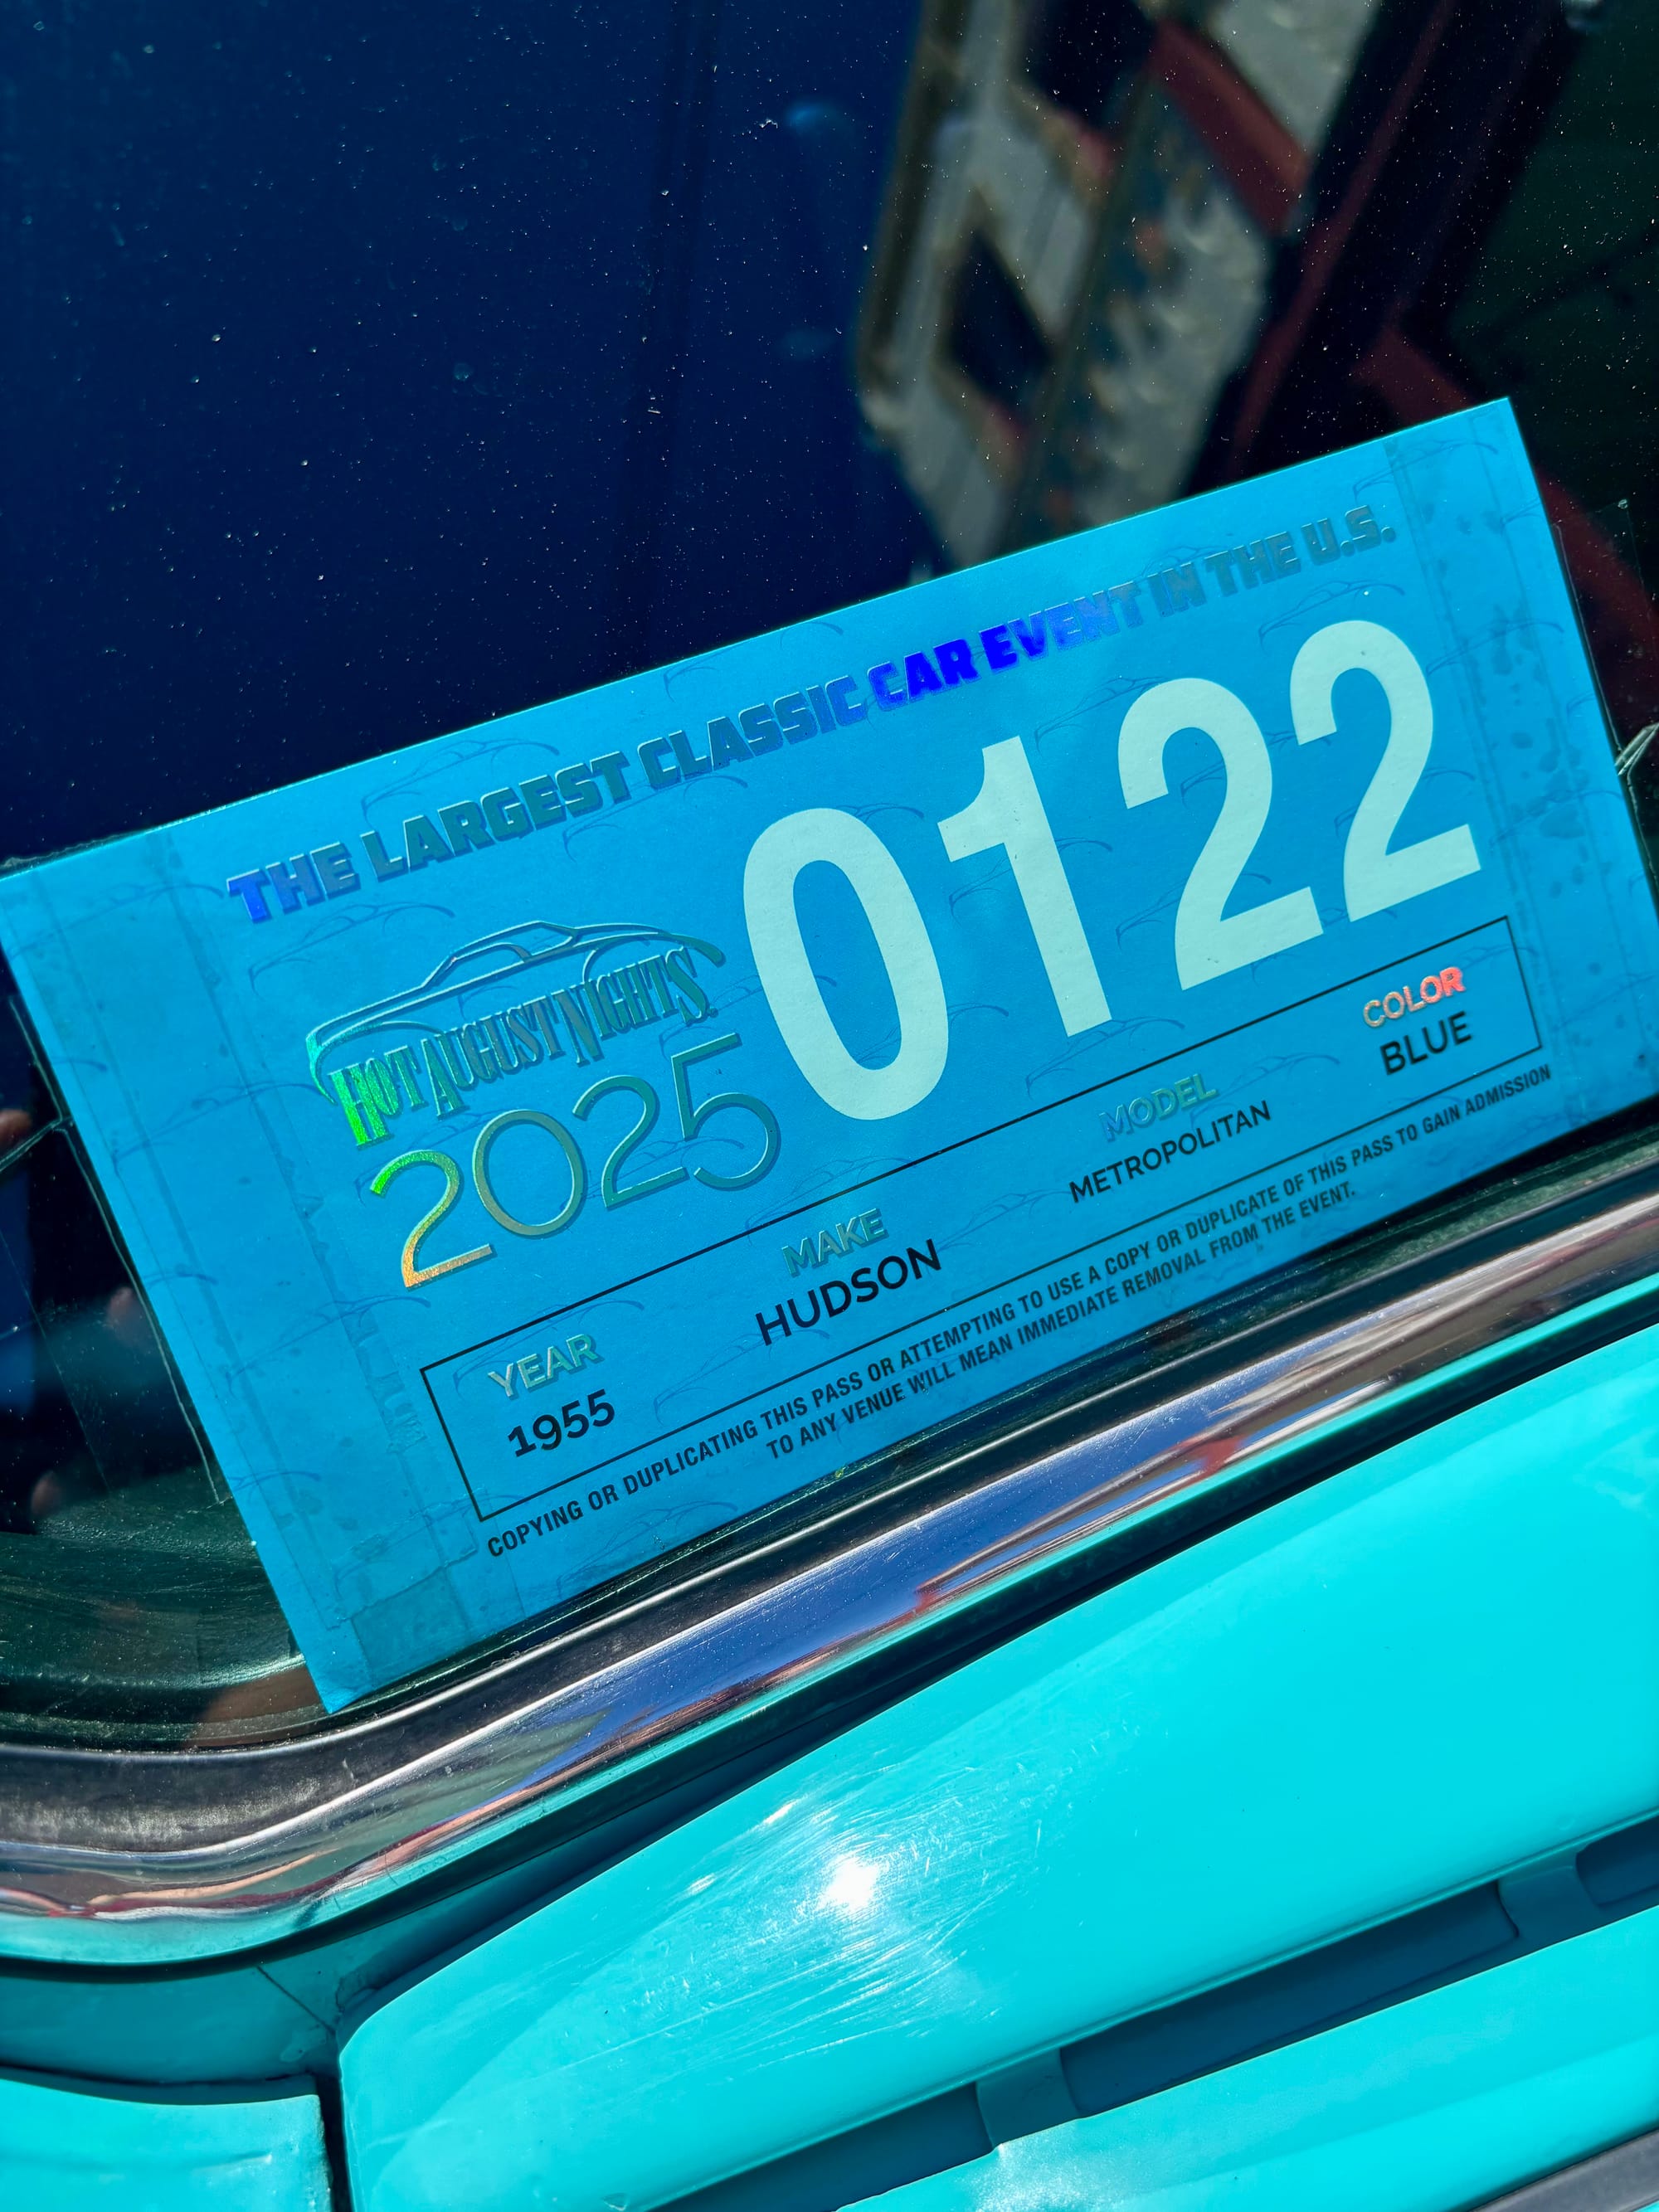 THE LARGEST CLASSIC CAR EVENT IN THE U.S.
HOT AUGUST NIGHTS
2025
0122
YEAR
1955
MAKE
HUDSON
MODEL
METROPOLITAN
COLOR
BLUE
COPYING OR DUPLICATING THIS PASS OR ATTEMPTING TO USE A COPY OR DUPLICATE OF THIS PASS TO GAIN ADMISSION
TO ANY VENUE WILL MEAN IMMEDIATE REMOVAL FROM THE EVENT.